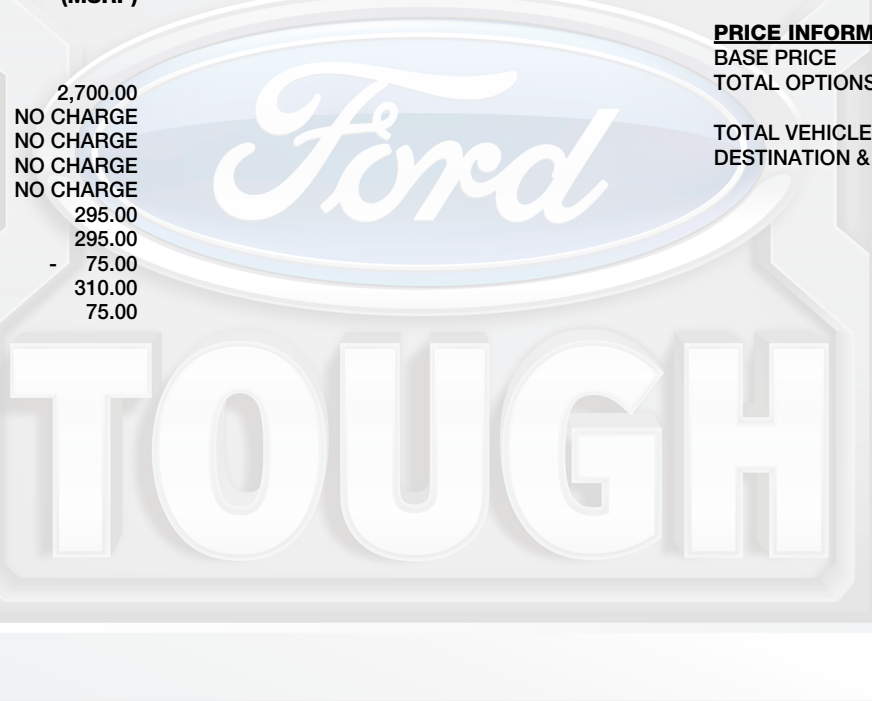 (MSRP)
2,700.00
NO CHARGE
NO CHARGE
NO CHARGE
NO CHARGE
295.00
295.00
- 75.00
310.00
75.00
PRICE INFORM
BASE PRICE
TOTAL OPTIONS
TOTAL VEHICLE
DESTINATION &
Ford
TOUGH